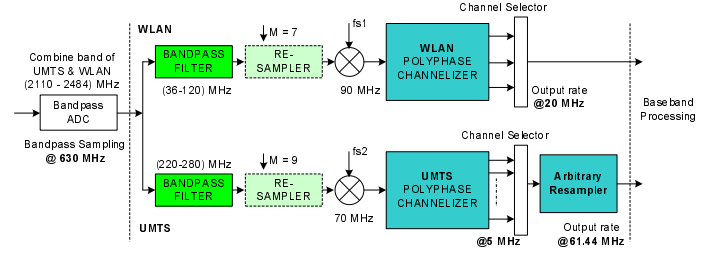 Channel Selector
WLAN
M = 7
fs1
Combine band of
UMTS & WLAN
(2110 - 2484) MHz
BANDPASS
FILTER
RE-
SAMPLER
WLAN
POLYPHASE
CHANNELIZER
(36-120) MHz
90 MHz
Output rate
@20 MHz
Bandpass
ADC
Baseband
Processing
Bandpass Sampling
@ 630 MHz
Channel Selector
(220-280) MHz
M = 9
fs2
BANDPASS
FILTER
RE-
SAMPLER
UMTS
POLYPHASE
CHANNELIZER
Arbitrary
Resampler
70 MHz
UMTS
@5 MHz
Output rate
@61.44 MHz